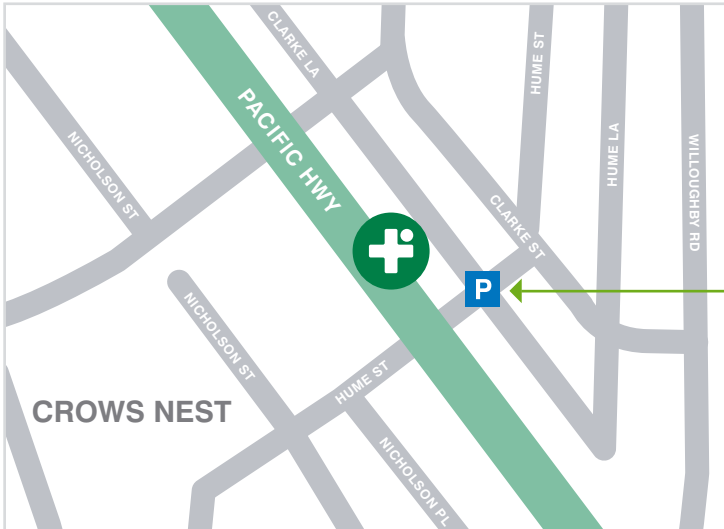 CLARKE LA
HUME ST
PACIFIC HWY
HUME LA
NICHOLSON ST
WILLOUGHBY RD
CLARKE ST
P
NICHOLSON ST
HUME ST
CROWS NEST
NICHOLSON PL